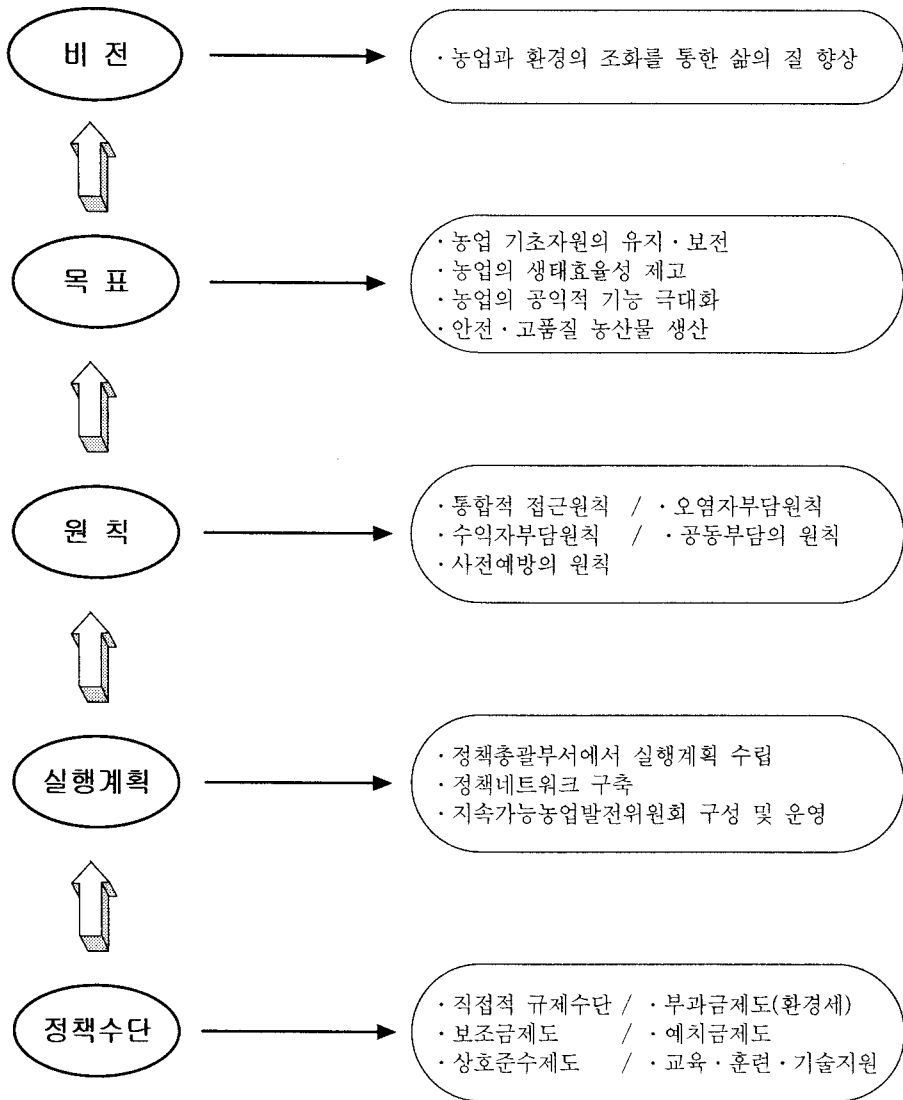 비 전
· 농업과 환경의 조화를 통한 삶의 질 향상
목 표
· 농업 기초자원의 유지 · 보전
· 농업의 생태효율성 제고
· 농업의 공익적 기능 극대화
· 안전 · 고품질 농산물 생산
원 칙
· 통합적 접근원칙 / · 오염자부담원칙
· 수익자부담원칙 / · 공동부담의 원칙
· 사전예방의 원칙
실행계획
· 정책총괄부서에서 실행계획 수립
· 정책네트워크 구축
· 지속가능농업발전위원회 구성 및 운영
정책수단
· 직접적 규제수단 / · 부과금제도(환경세)
· 보조금제도 / · 예치금제도
· 상호준수제도 / · 교육 · 훈련 · 기술지원